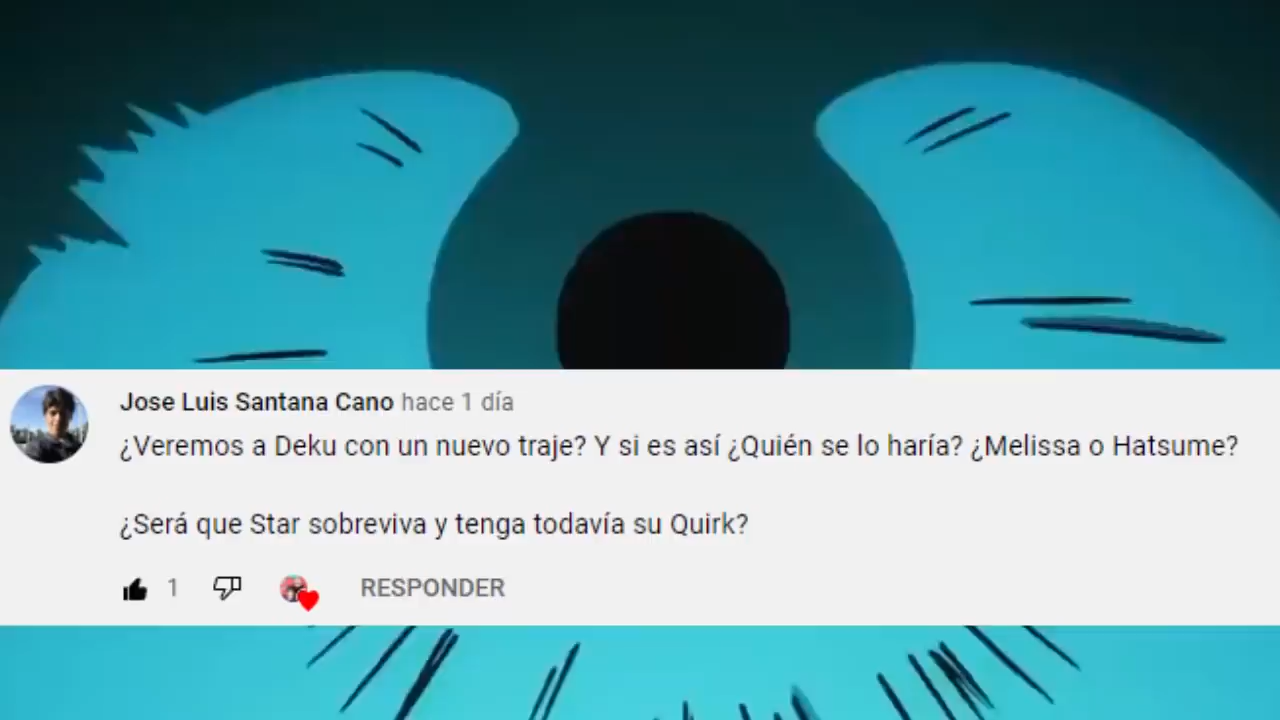 Jose Luis Santana Cano hace 1 día
¿Veremos a Deku con un nuevo traje? Y si es así ¿Quién se lo haría? ¿Melissa o Hatsume?
¿Será que Star sobreviva y tenga todavía su Quirk?
1 RESPONDER